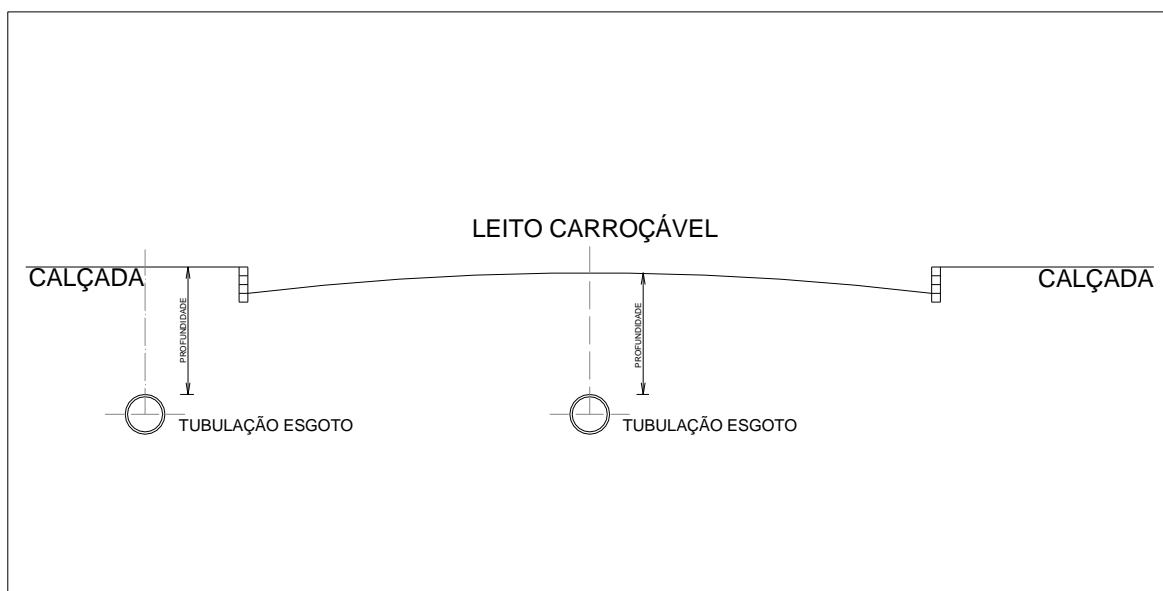 LEITO CARROÇÁVEL
CALÇADA
CALÇADA
PROFUNDIDADE
PROFUNDIDADE
TUBULAÇÃO ESGOTO
TUBULAÇÃO ESGOTO